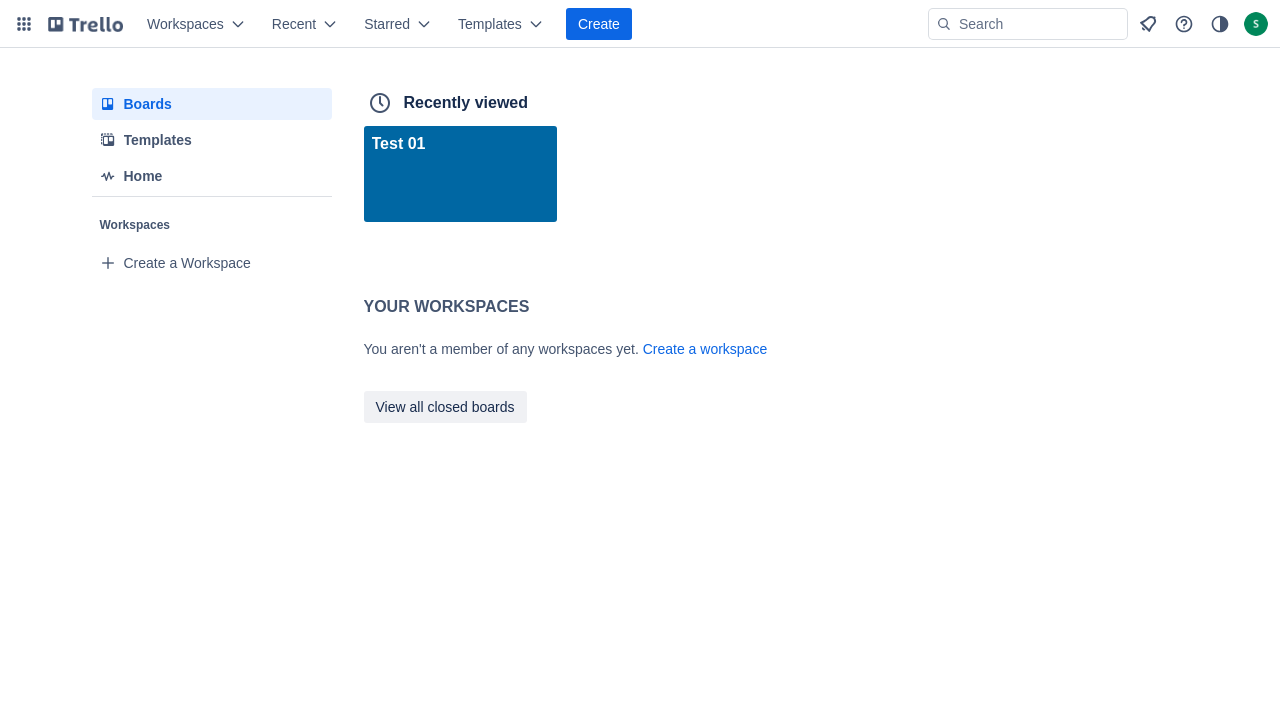 Trello
Workspaces
Recent
Starred
Templates
Create
Search
S
Boards
Templates
Home
Workspaces
Create a Workspace
Recently viewed
Test 01
YOUR WORKSPACES
You aren't a member of any workspaces yet. Create a workspace
View all closed boards